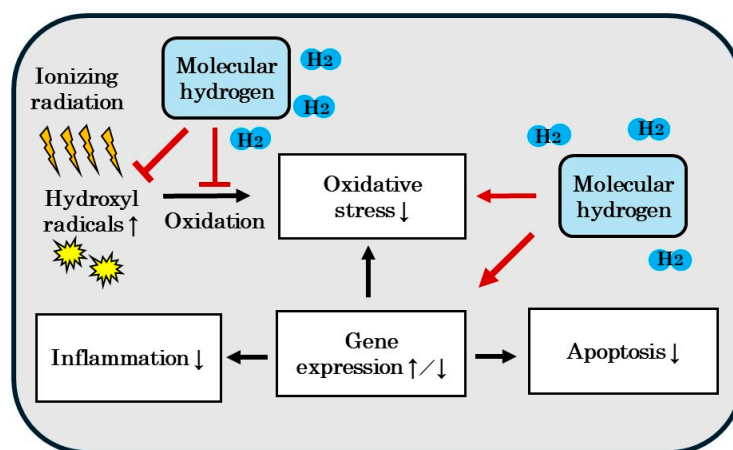 Ionizing
radiation
Molecular
hydrogen
H2
H2
H2
Hydroxyl
radicals↑
Oxidation
Oxidative
stress↓
H2
H2
Molecular
hydrogen
H2
Inflammation↓
Gene
expression↑/↓
Apoptosis↓